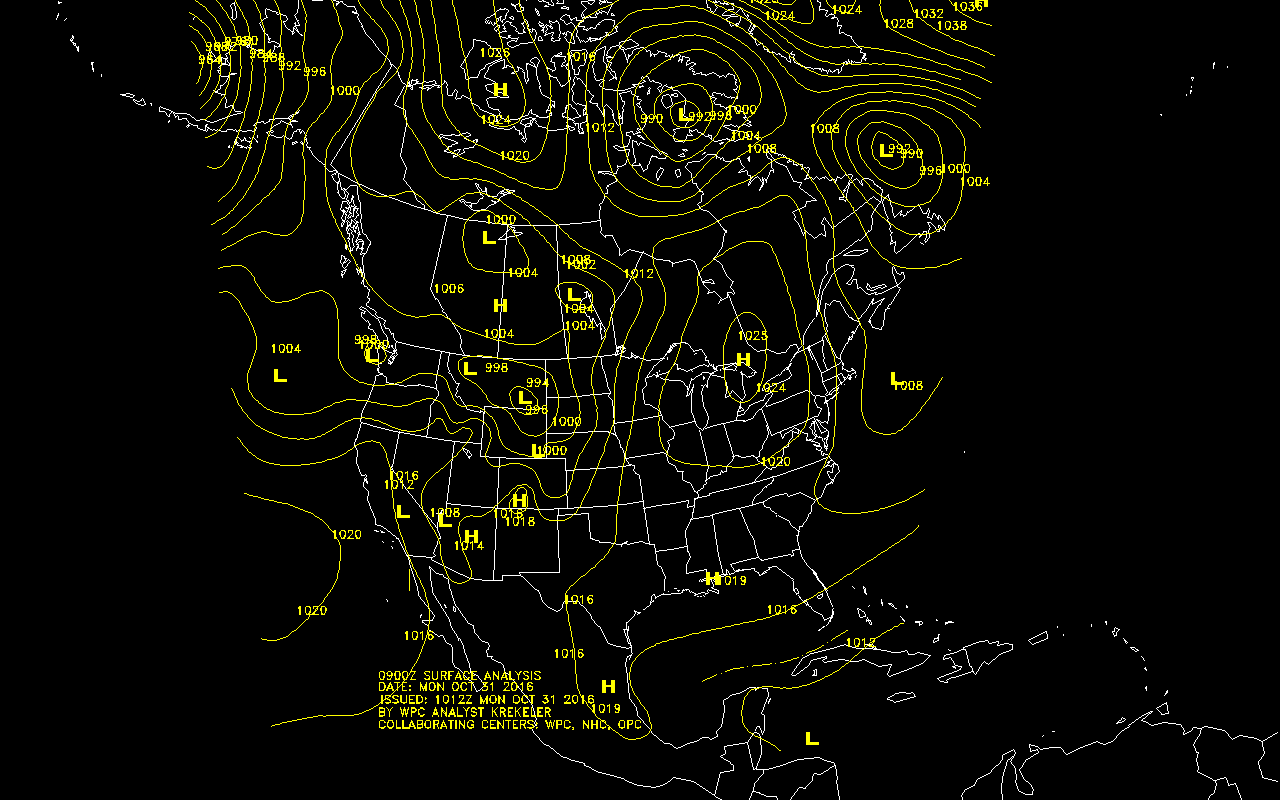 1024
1024
1032
1036
H
1028
1038
980
982
984
984
988
992
996
1000
1026
1016
H
1004
1012
1020
990
L
992
998
1000
1004
1008
1008
L
992
990
996
1000
1004
1000
L
1004
1006
H
1004
1008
1002
1012
L
1004
1004
1004
L
998
1000
L
L
998
994
L
996
1000
L
1000
1025
H
1024
1020
L
1008
1016
1012
L
1008
L
H
1014
H
1018
1018
1020
1020
1016
H
1019
1016
1016
1016
1012
H
1019
L
0900Z SURFACE ANALYSIS
DATE: MON OCT 31 2016
ISSUED: 1012Z MON OCT 31 2016
BY WPC ANALYST KREKELER
COLLABORATING CENTERS: WPC, NHC, OPC